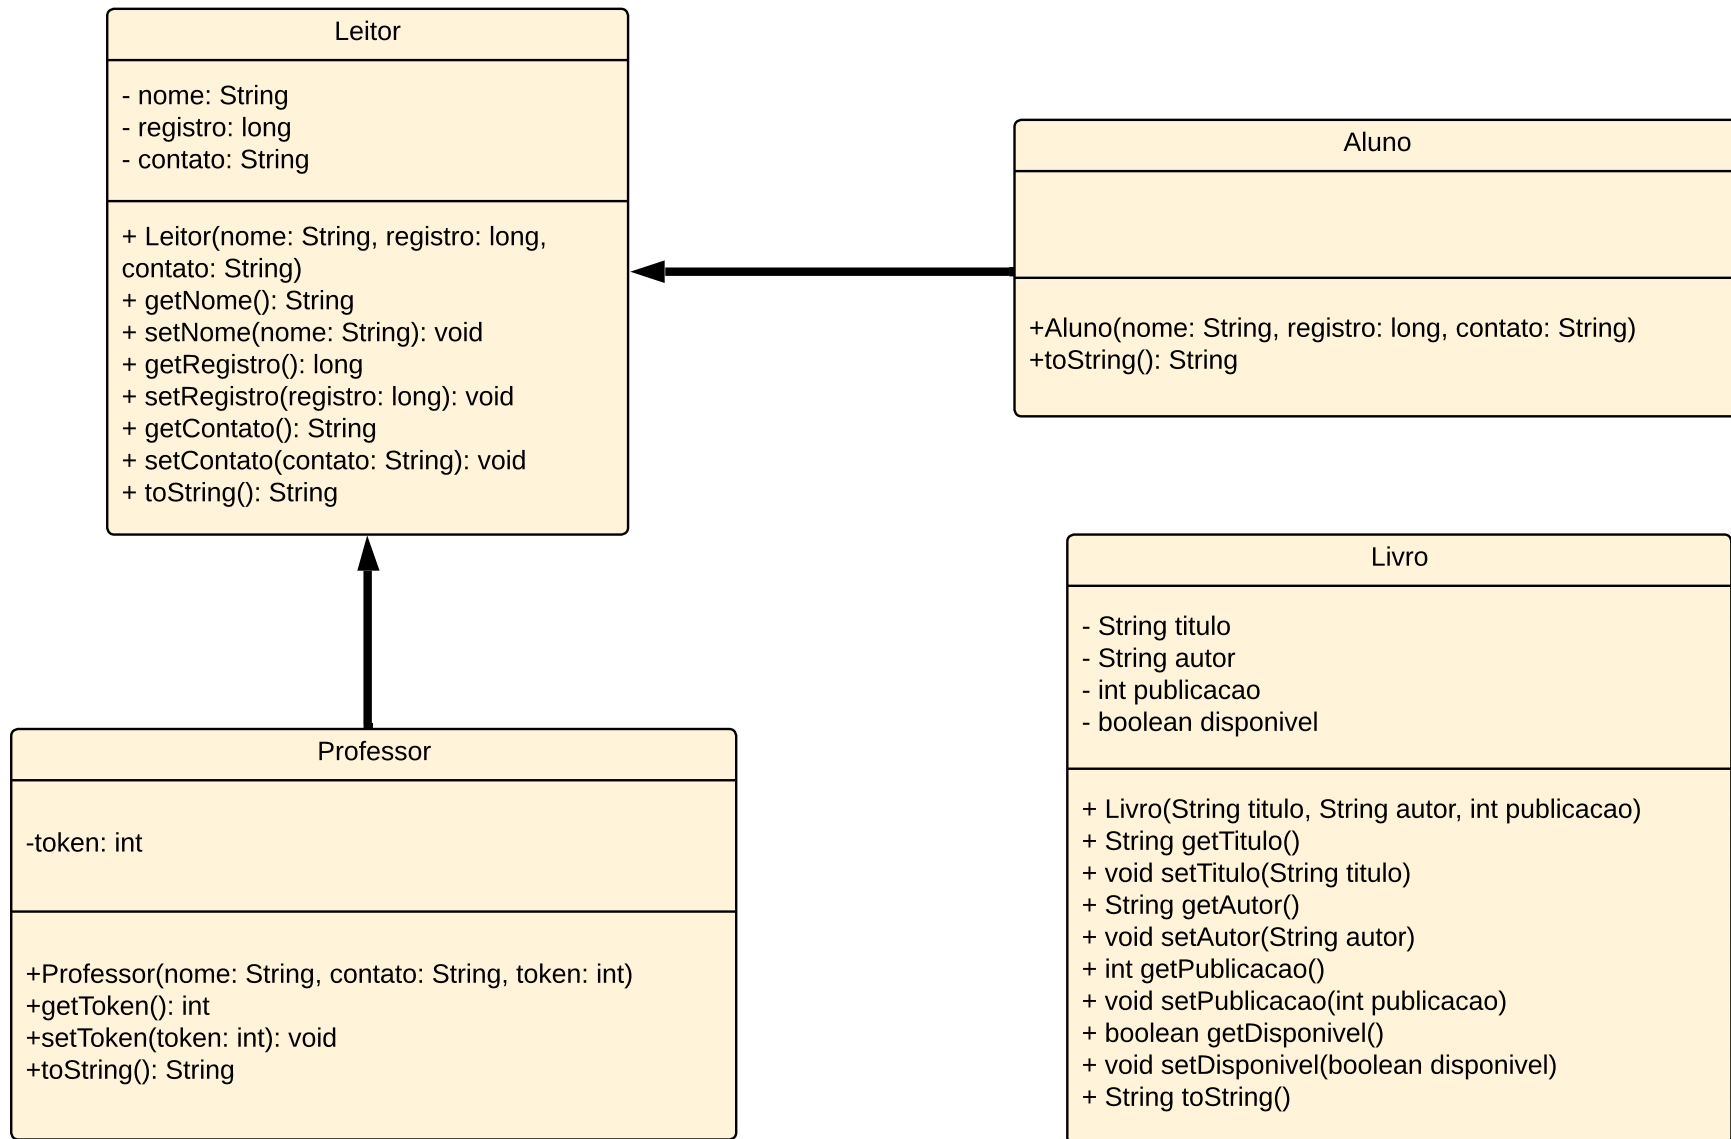 Leitor
- nome: String
- registro: long
- contato: String
+ Leitor(nome: String, registro: long,
contato: String)
+ getNome(): String
+ setNome(nome: String): void
+ getRegistro(): long
+ setRegistro(registro: long): void
+ getContato(): String
+ setContato(contato: String): void
+ toString(): String
Aluno
+Aluno(nome: String, registro: long, contato: String)
+toString(): String
Professor
-token: int
+Professor(nome: String, contato: String, token: int)
+getToken(): int
+setToken(token: int): void
+toString(): String
Livro
- String titulo
- String autor
- int publicacao
- boolean disponivel
+ Livro(String titulo, String autor, int publicacao)
+ String getTitulo()
+ void setTitulo(String titulo)
+ String getAutor()
+ void setAutor(String autor)
+ int getPublicacao()
+ void setPublicacao(int publicacao)
+ boolean getDisponivel()
+ void setDisponivel(boolean disponivel)
+ String toString()